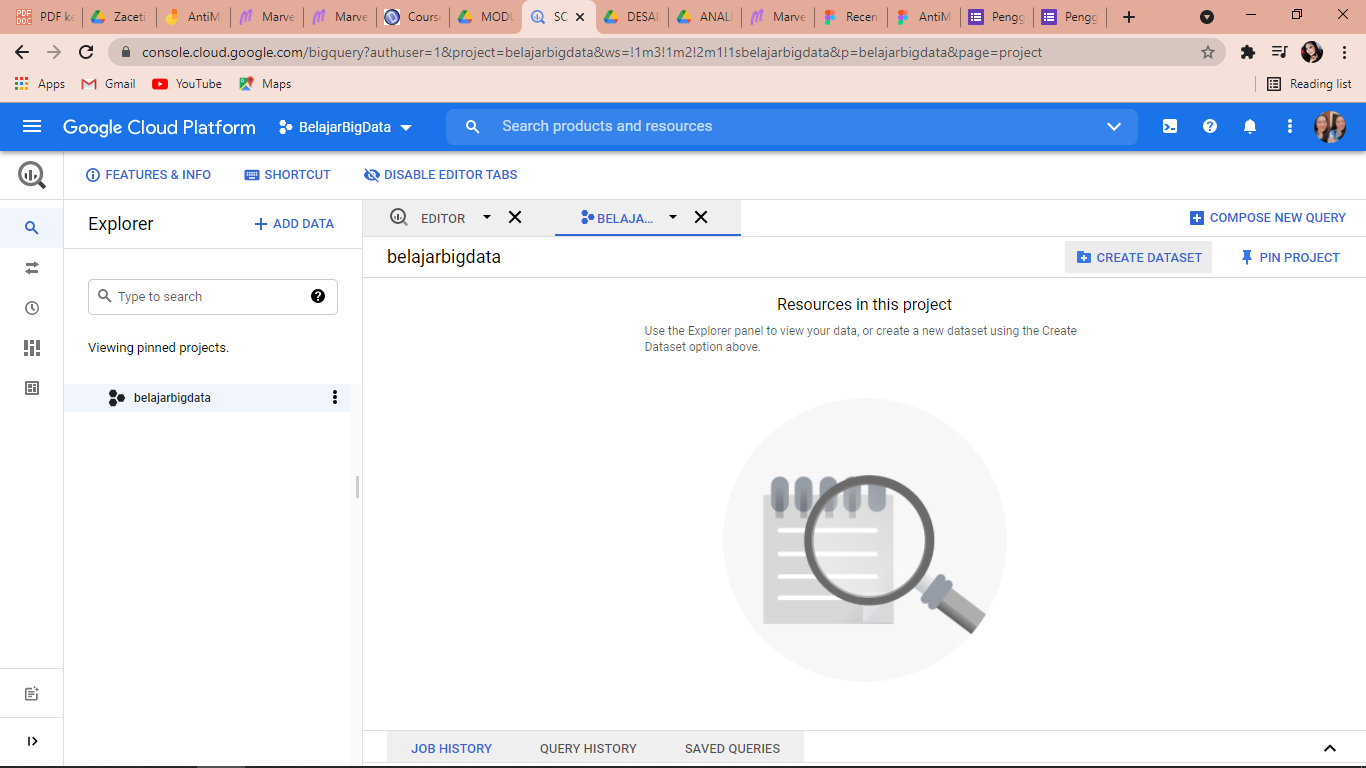 PDF ke Zaceti AntiMa Marve Marve Course MODU SC DESAI ANALI Marve Recen AntiM Pengg Pengg
console.cloud.google.com/bigquery?authuser=1&project=belajarbigdata&ws=!1m3!1m2!2m1!1sbelajarbigdata&p=belajarbigdata&page=project
Apps Gmail YouTube Maps Reading list
Google Cloud Platform BelajarBigData Search products and resources
FEATURES & INFO SHORTCUT DISABLE EDITOR TABS
Explorer + ADD DATA EDITOR BELAJA... COMPOSE NEW QUERY
belajarbigdata CREATE DATASET PIN PROJECT
Type to search
Viewing pinned projects.
belajarbigdata
Resources in this project
Use the Explorer panel to view your data, or create a new dataset using the Create
Dataset option above.
JOB HISTORY QUERY HISTORY SAVED QUERIES